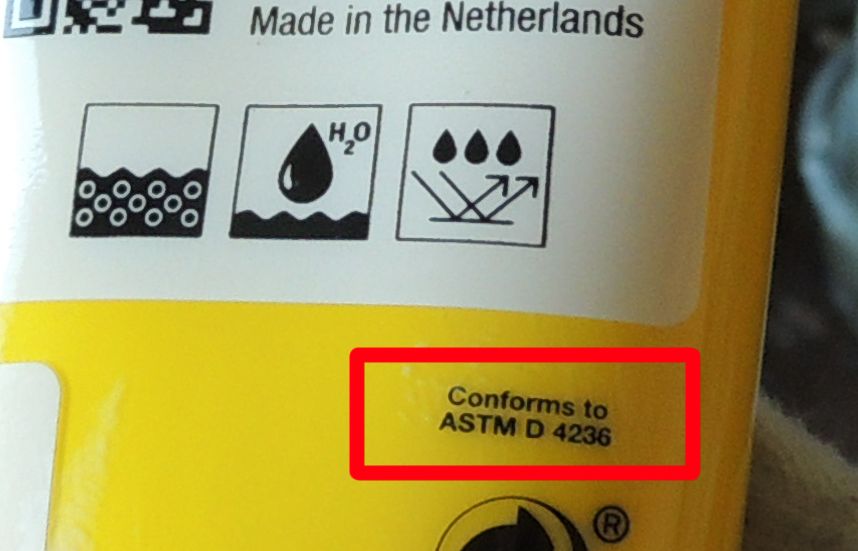 Made in the Netherlands
H₂O
Conforms to
ASTM D 4236
®